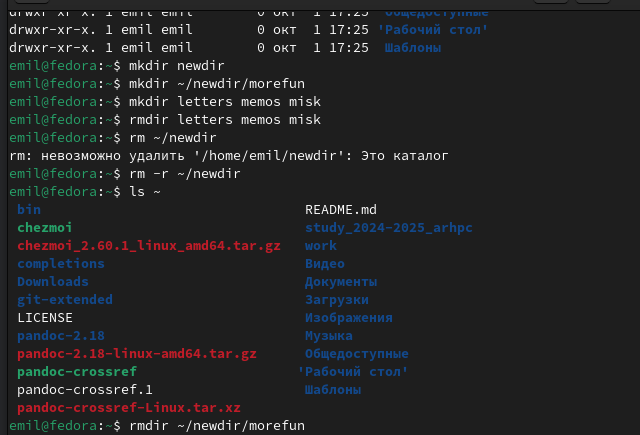 drwxr-xr-x. 1 emil emil 0 окт 1 17:25 Общедоступные
drwxr-xr-x. 1 emil emil 0 окт 1 17:25 'Рабочий стол'
drwxr-xr-x. 1 emil emil 0 окт 1 17:25 Шаблоны
emil@fedora:~$ mkdir newdir
emil@fedora:~$ mkdir ~/newdir/morefun
emil@fedora:~$ mkdir letters memos misk
emil@fedora:~$ rmdir letters memos misk
emil@fedora:~$ rm ~/newdir
rm: невозможно удалить '/home/emil/newdir': Это каталог
emil@fedora:~$ rm -r ~/newdir
emil@fedora:~$ ls ~
bin README.md
chezmoi study_2024-2025_arhpc
chezmoi_2.60.1_linux_amd64.tar.gz work
completions Видео
Downloads Документы
git-extended Загрузки
LICENSE Изображения
pandoc-2.18 Музыка
pandoc-2.18-linux-amd64.tar.gz Общедоступные
pandoc-crossref 'Рабочий стол'
pandoc-crossref.1 Шаблоны
pandoc-crossref-Linux.tar.xz
emil@fedora:~$ rmdir ~/newdir/morefun